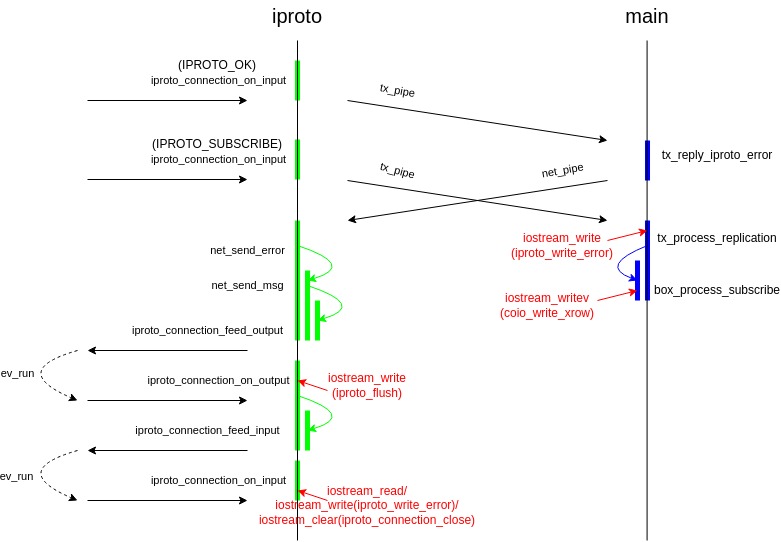 iproto
main
(IPROTO_OK)
iproto_connection_on_input
tx_pipe
(IPROTO_SUBSCRIBE)
iproto_connection_on_input
tx_pipe
net_pipe
tx_reply_iproto_error
net_send_error
iostream_write
(iproto_write_error)
tx_process_replication
net_send_msg
iostream_writev
(coio_write_xrow)
box_process_subscribe
iproto_connection_feed_output
ev_run
iproto_connection_on_output
iostream_write
(iproto_flush)
iproto_connection_feed_input
ev_run
iproto_connection_on_input
iostream_read/
iostream_write(iproto_write_error)/
iostream_clear(iproto_connection_close)